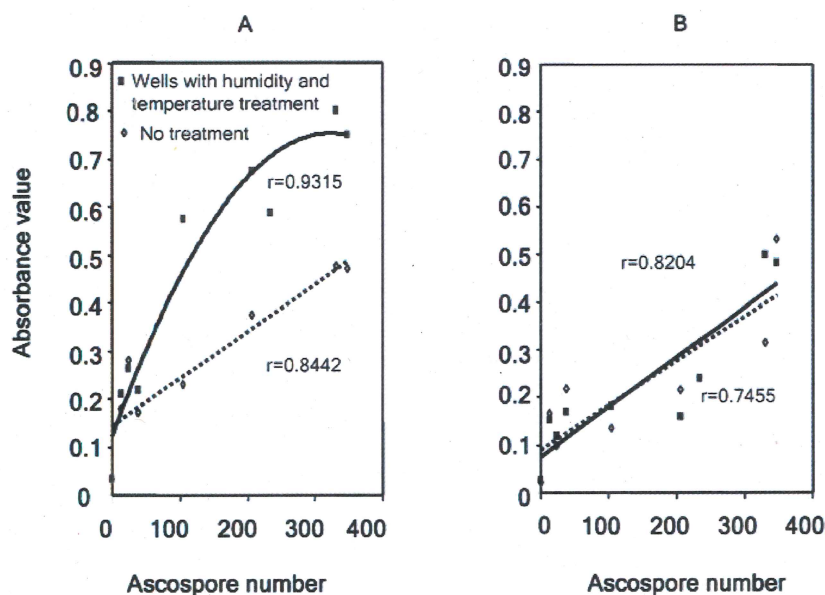 A
B
Absorbance value
0.9
0.8
0.7
0.6
0.5
0.4
0.3
0.2
0.1
0
Wells with humidity and
temperature treatment
No treatment
r=0.9315
r=0.8442
0 100 200 300 400
Ascospore number
0.9
0.8
0.7
0.6
0.5
0.4
0.3
0.2
0.1
0
r=0.8204
r=0.7455
0 100 200 300 400
Ascospore number